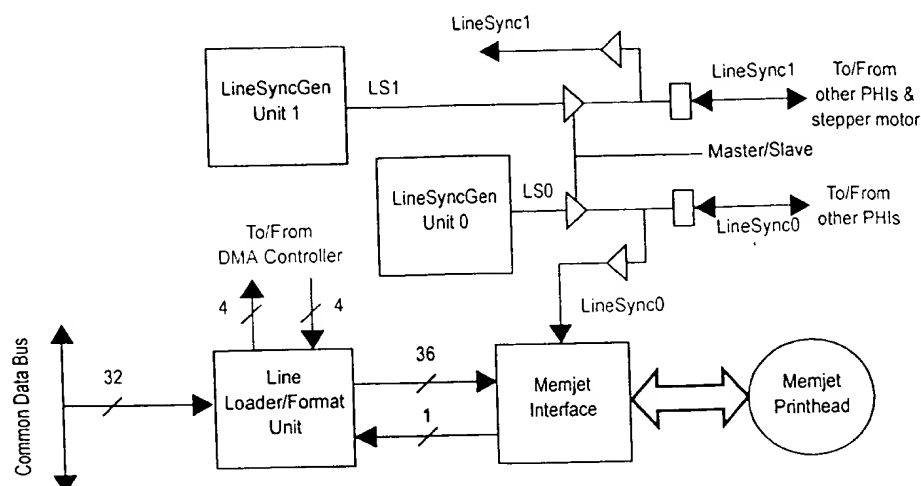 LineSync1
LineSyncGen
Unit 1
LS1
LineSync1
To/From
other PHIs &
stepper motor
Master/Slave
LineSyncGen
Unit 0
LS0
LineSync0
To/From
other PHIs
To/From
DMA Controller
4
4
LineSync0
Common Data Bus
32
Line
Loader/Format
Unit
36
1
Memjet
Interface
Memjet
Printhead